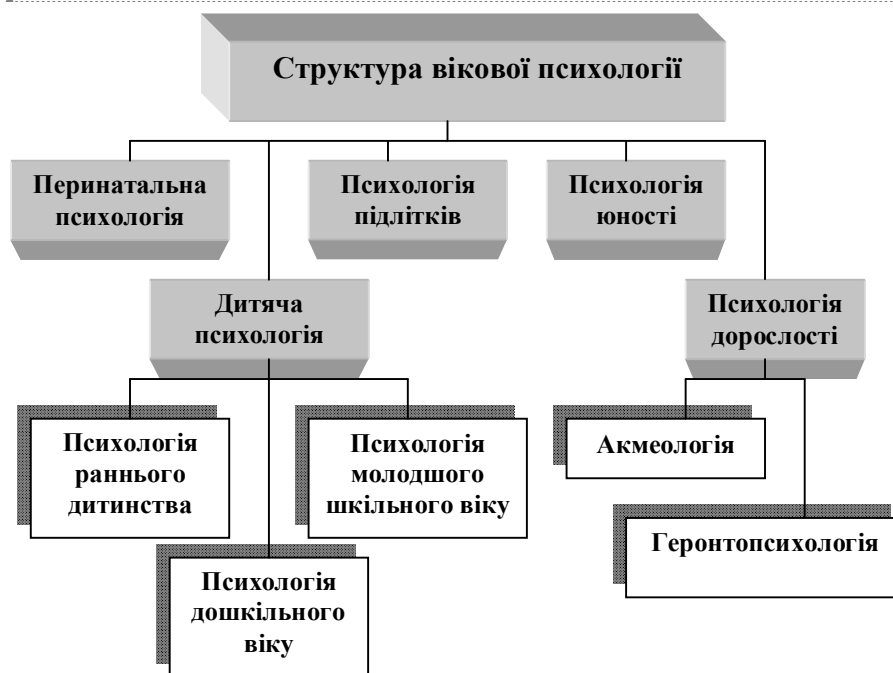 Структура вікової психології
Перинатальна
психологія
Психологія
підлітків
Психологія
юності
Дитяча
психологія
Психологія
дорослості
Психологія
раннього
дитинства
Психологія
молодшого
шкільного віку
Акмеологія
Геронтопсихологія
Психологія
дошкільного
віку